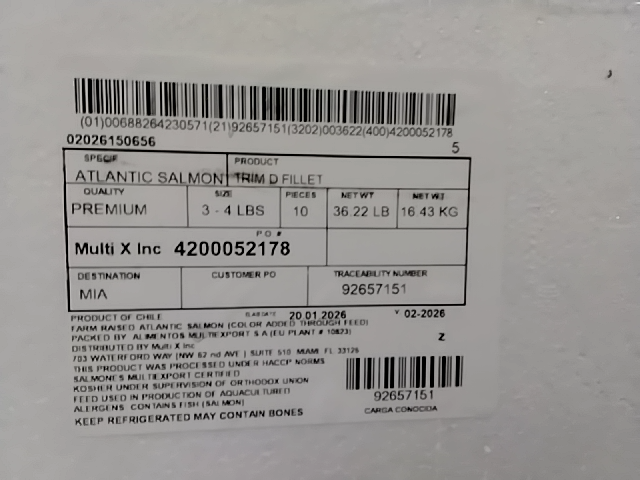 (01)00688264230571(21)92657151(3202)003622(400)4200052178
02026150656 5
SPECIE PRODUCT
ATLANTIC SALMON TRIM D FILLET
QUALITY SIZE PIECES NET WT NET WT
PREMIUM 3 - 4 LBS 10 36.22 LB 16.43 KG
P.O #
Multi X Inc 4200052178
DESTINATION CUSTOMER PO TRACEABILITY NUMBER
MIA 92657151
PRODUCT OF CHILE 20.01.2026 V. 02-2026
FARM RAISED ATLANTIC SALMON (COLOR ADDED THROUGH FEED)
PACKED BY ALIMENTOS MULTIEXPORT S.A (EU PLANT # 10873) Z
DISTRIBUTED BY Multi X Inc
703 WATERFORD WAY (NW 62 nd AVE) SUITE 510 MIAMI, FL 33126
THIS PRODUCT WAS PROCESSED UNDER HACCP NORMS
SALMONES MULTIEXPORT CERTIFIED
KOSHER UNDER SUPERVISION OF ORTHODOX UNION
FEED USED IN PRODUCTION OF AQUACULTURED
ALERGENS: CONTAINS FISH (SALMON)
KEEP REFRIGERATED MAY CONTAIN BONES
92657151
CARGA CONOCIDA